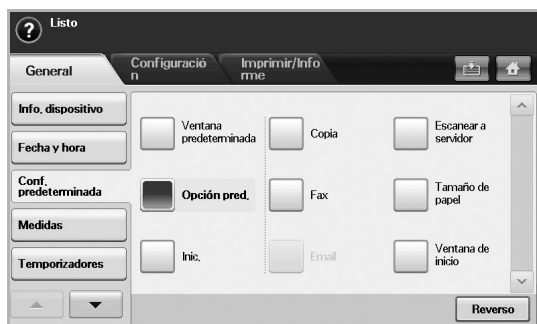 Listo
General
Configuració
n
Imprimir/Info
rme
Info. dispositivo
Fecha y hora
Conf.
predeterminada
Medidas
Temporizadores
Ventana
predeterminada
Copia
Escanear a
servidor
Opción pred.
Fax
Tamaño de
papel
Inic.
Email
Ventana de
inicio
Reverso